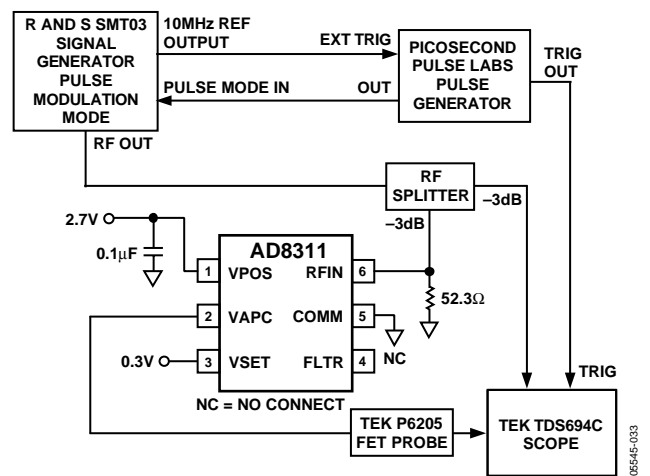 R AND S SMT03
SIGNAL
GENERATOR
PULSE
MODULATION
MODE
10MHz REF
OUTPUT
EXT TRIG
PULSE MODE IN
OUT
PICOSECOND
PULSE LABS
PULSE
GENERATOR
TRIG
OUT
RF OUT
RF
SPLITTER
–3dB
–3dB
2.7V
0.1µF
AD8311
1 VPOS RFIN 6
2 VAPC COMM 5
3 VSET FLTR 4
52.3Ω
0.3V
NC
NC = NO CONNECT
TRIG
TEK P6205
FET PROBE
TEK TDS694C
SCOPE
05545-033